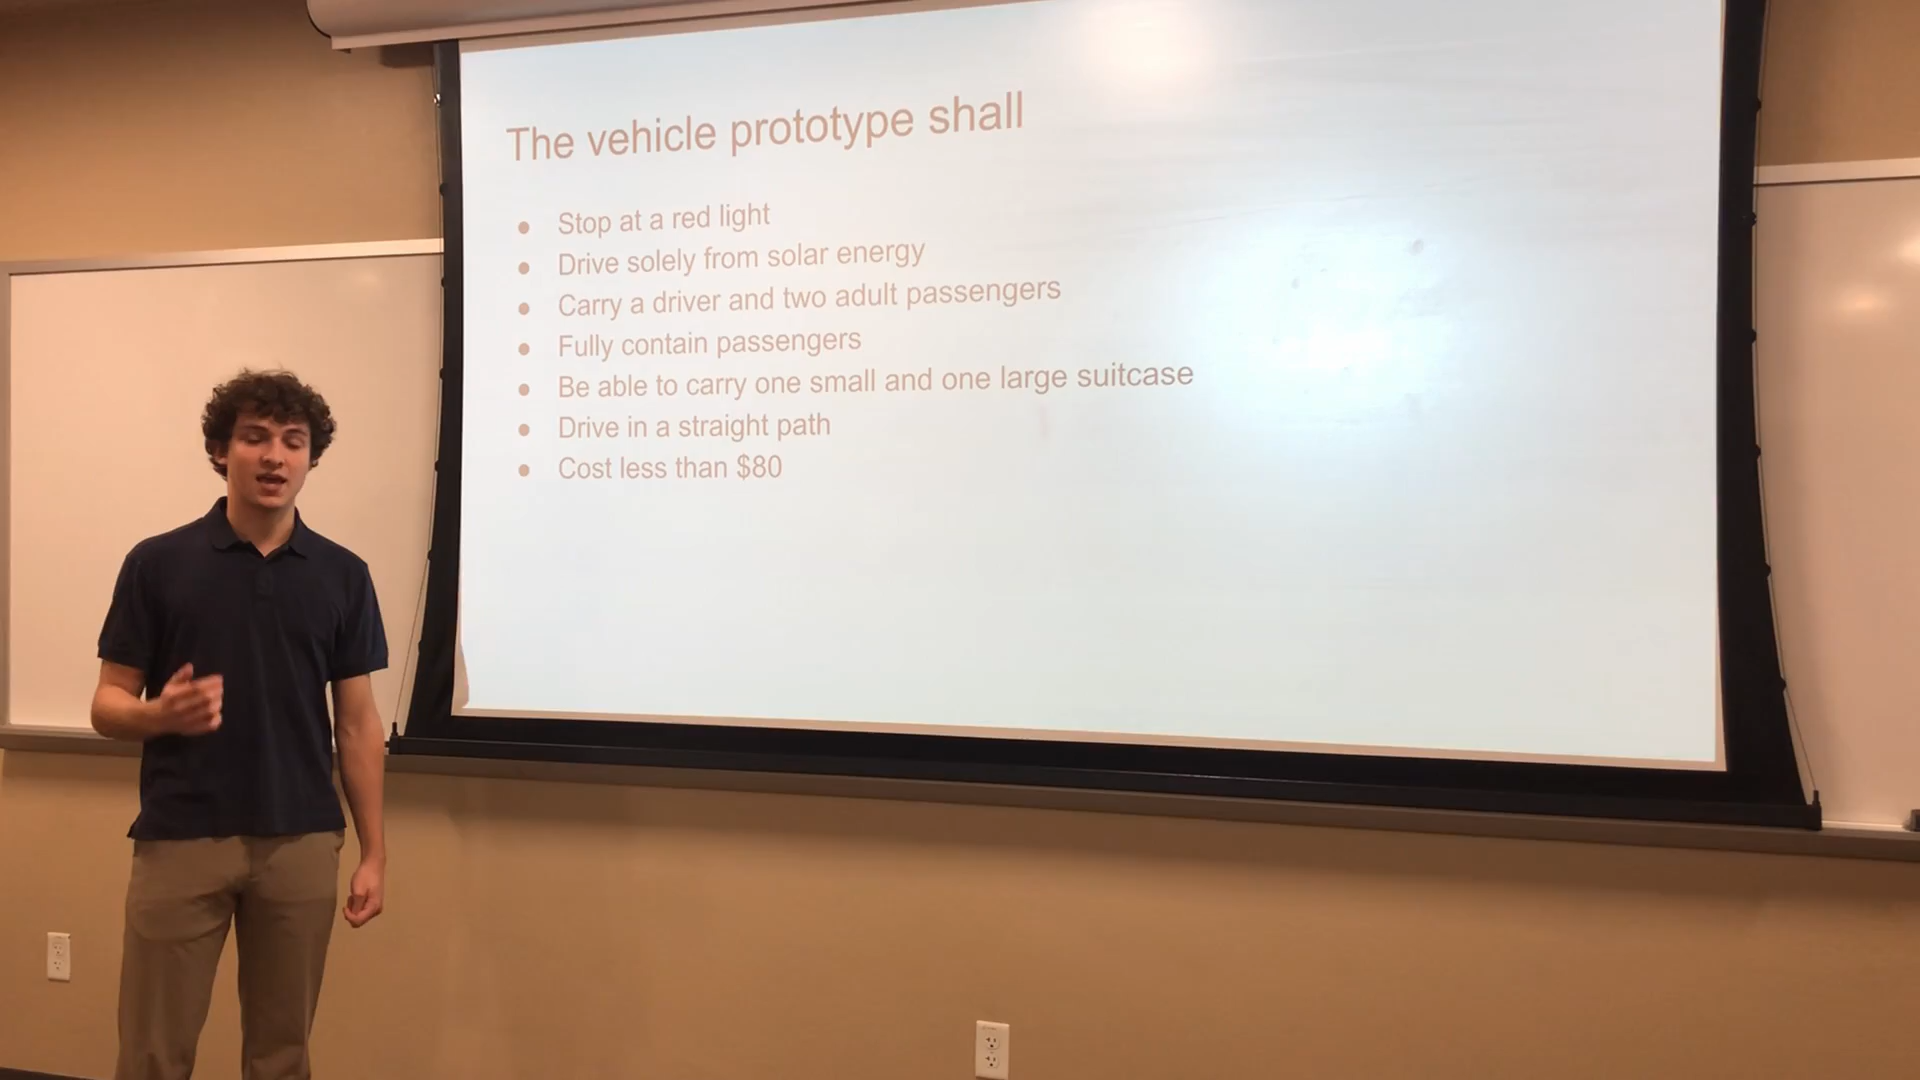 The vehicle prototype shall
● Stop at a red light
● Drive solely from solar energy
● Carry a driver and two adult passengers
● Fully contain passengers
● Be able to carry one small and one large suitcase
● Drive in a straight path
● Cost less than $80